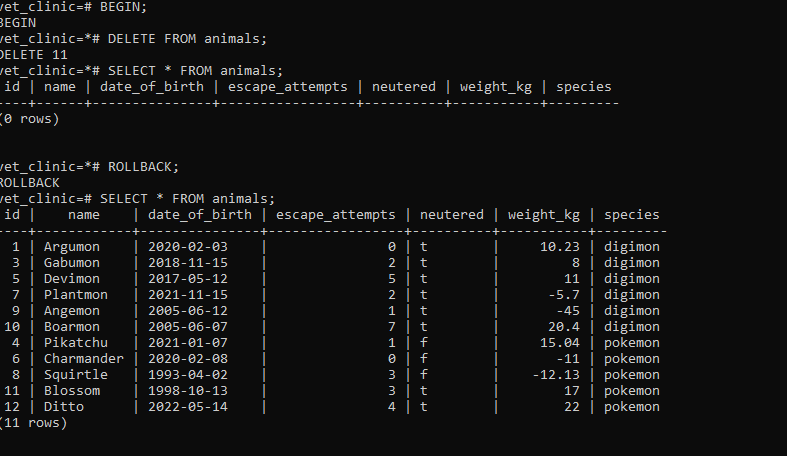 vet_clinic=# BEGIN;
BEGIN
vet_clinic=*# DELETE FROM animals;
DELETE 11
vet_clinic=*# SELECT * FROM animals;
 id | name | date_of_birth | escape_attempts | neutered | weight_kg | species
----+------+---------------+-----------------+----------+-----------+---------
(0 rows)


vet_clinic=*# ROLLBACK;
ROLLBACK
vet_clinic=# SELECT * FROM animals;
 id |    name    | date_of_birth | escape_attempts | neutered | weight_kg | species
----+------------+---------------+-----------------+----------+-----------+---------
  1 | Argumon    | 2020-02-03    |               0 | t        |     10.23 | digimon
  3 | Gabumon    | 2018-11-15    |               2 | t        |         8 | digimon
  5 | Devimon    | 2017-05-12    |               5 | t        |        11 | digimon
  7 | Plantmon   | 2021-11-15    |               2 | t        |      -5.7 | digimon
  9 | Angemon    | 2005-06-12    |               1 | t        |       -45 | digimon
 10 | Boarmon    | 2005-06-07    |               7 | t        |      20.4 | digimon
  4 | Pikatchu   | 2021-01-07    |               1 | f        |     15.04 | pokemon
  6 | Charmander | 2020-02-08    |               0 | f        |       -11 | pokemon
  8 | Squirtle   | 1993-04-02    |               3 | f        |    -12.13 | pokemon
 11 | Blossom    | 1998-10-13    |               3 | t        |        17 | pokemon
 12 | Ditto      | 2022-05-14    |               4 | t        |        22 | pokemon
(11 rows)